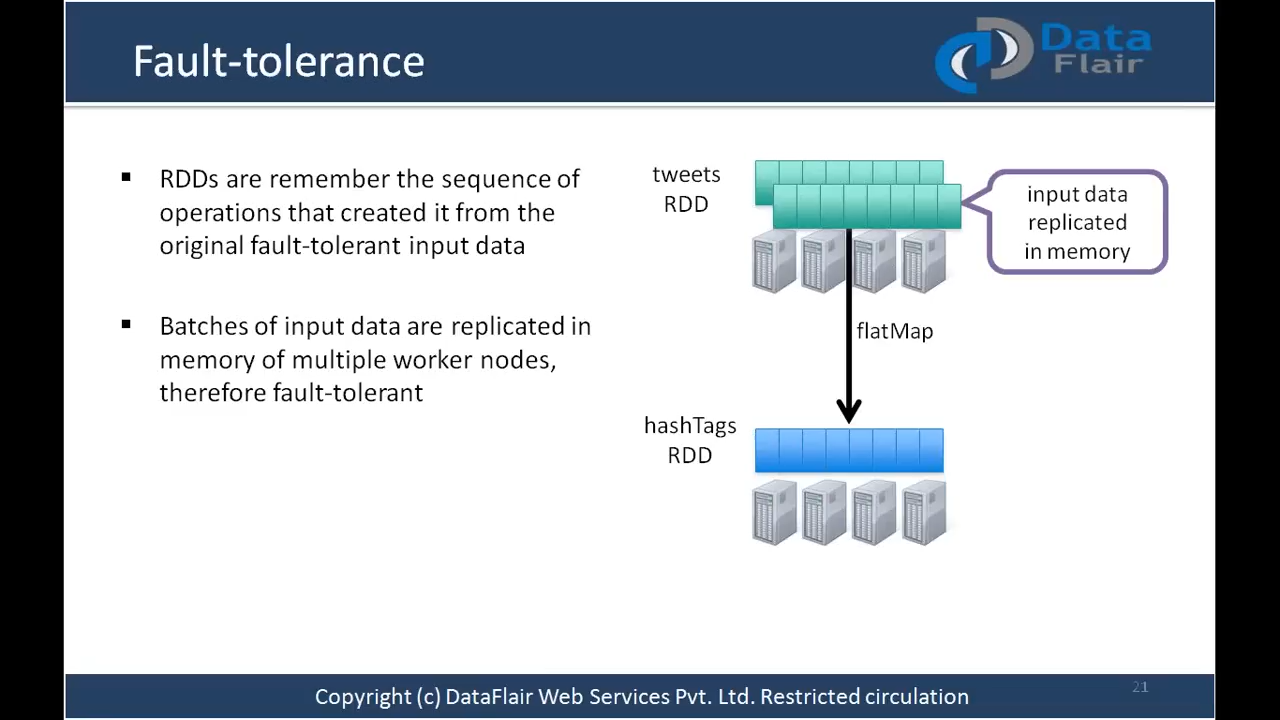 Fault-tolerance
Data
Flair
▪ RDDs are remember the sequence of
operations that created it from the
original fault-tolerant input data
▪ Batches of input data are replicated in
memory of multiple worker nodes,
therefore fault-tolerant
tweets
RDD
input data
replicated
in memory
flatMap
hashTags
RDD
Copyright (c) DataFlair Web Services Pvt. Ltd. Restricted circulation
21